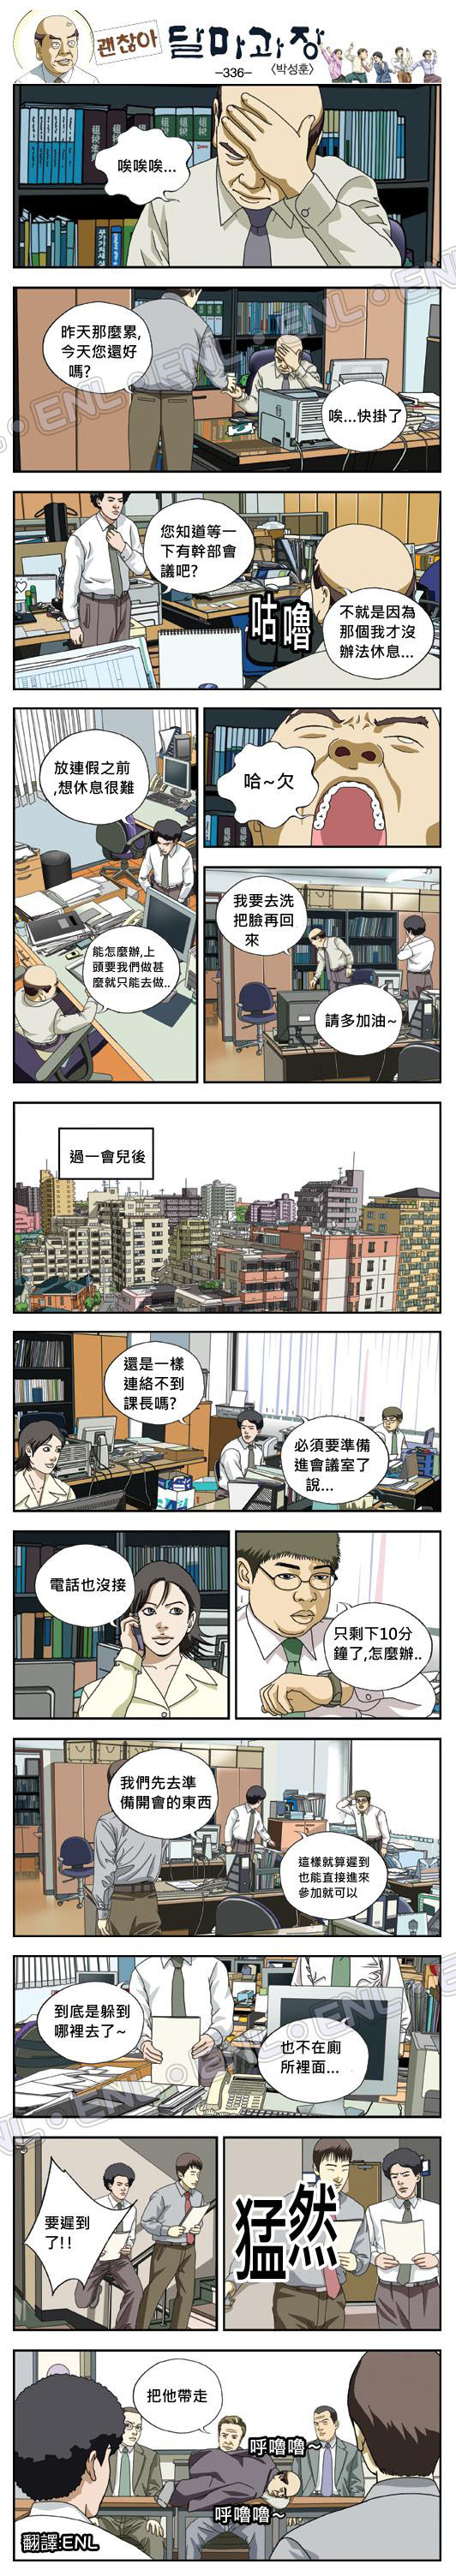 괜찮아 달마과장
-336-
〈박성훈〉
唉唉唉...
昨天那麼累,
今天您還好
嗎?
唉...快掛了
您知道等一
下有幹部會
議吧?
咕嚕
不就是因為
那個我才沒
辦法休息...
放連假之前
,想休息很難
能怎麼辦,上
頭要我們做甚
麼就只能去做..
哈~欠
我要去洗
把臉再回
來
請多加油~
過一會兒後
還是一樣
連絡不到
課長嗎?
必須要準備
進會議室了
說...
電話也沒接
只剩下10分
鐘了,怎麼辦..
我們先去準
備開會的東西
這樣就算遲到
也能直接進來
參加就可以
到底是躲到
哪裡去了~
也不在廁
所裡面...
要遲到
了!!
猛然
把他帶走
呼嚕嚕~
呼嚕嚕~
翻譯:ENL